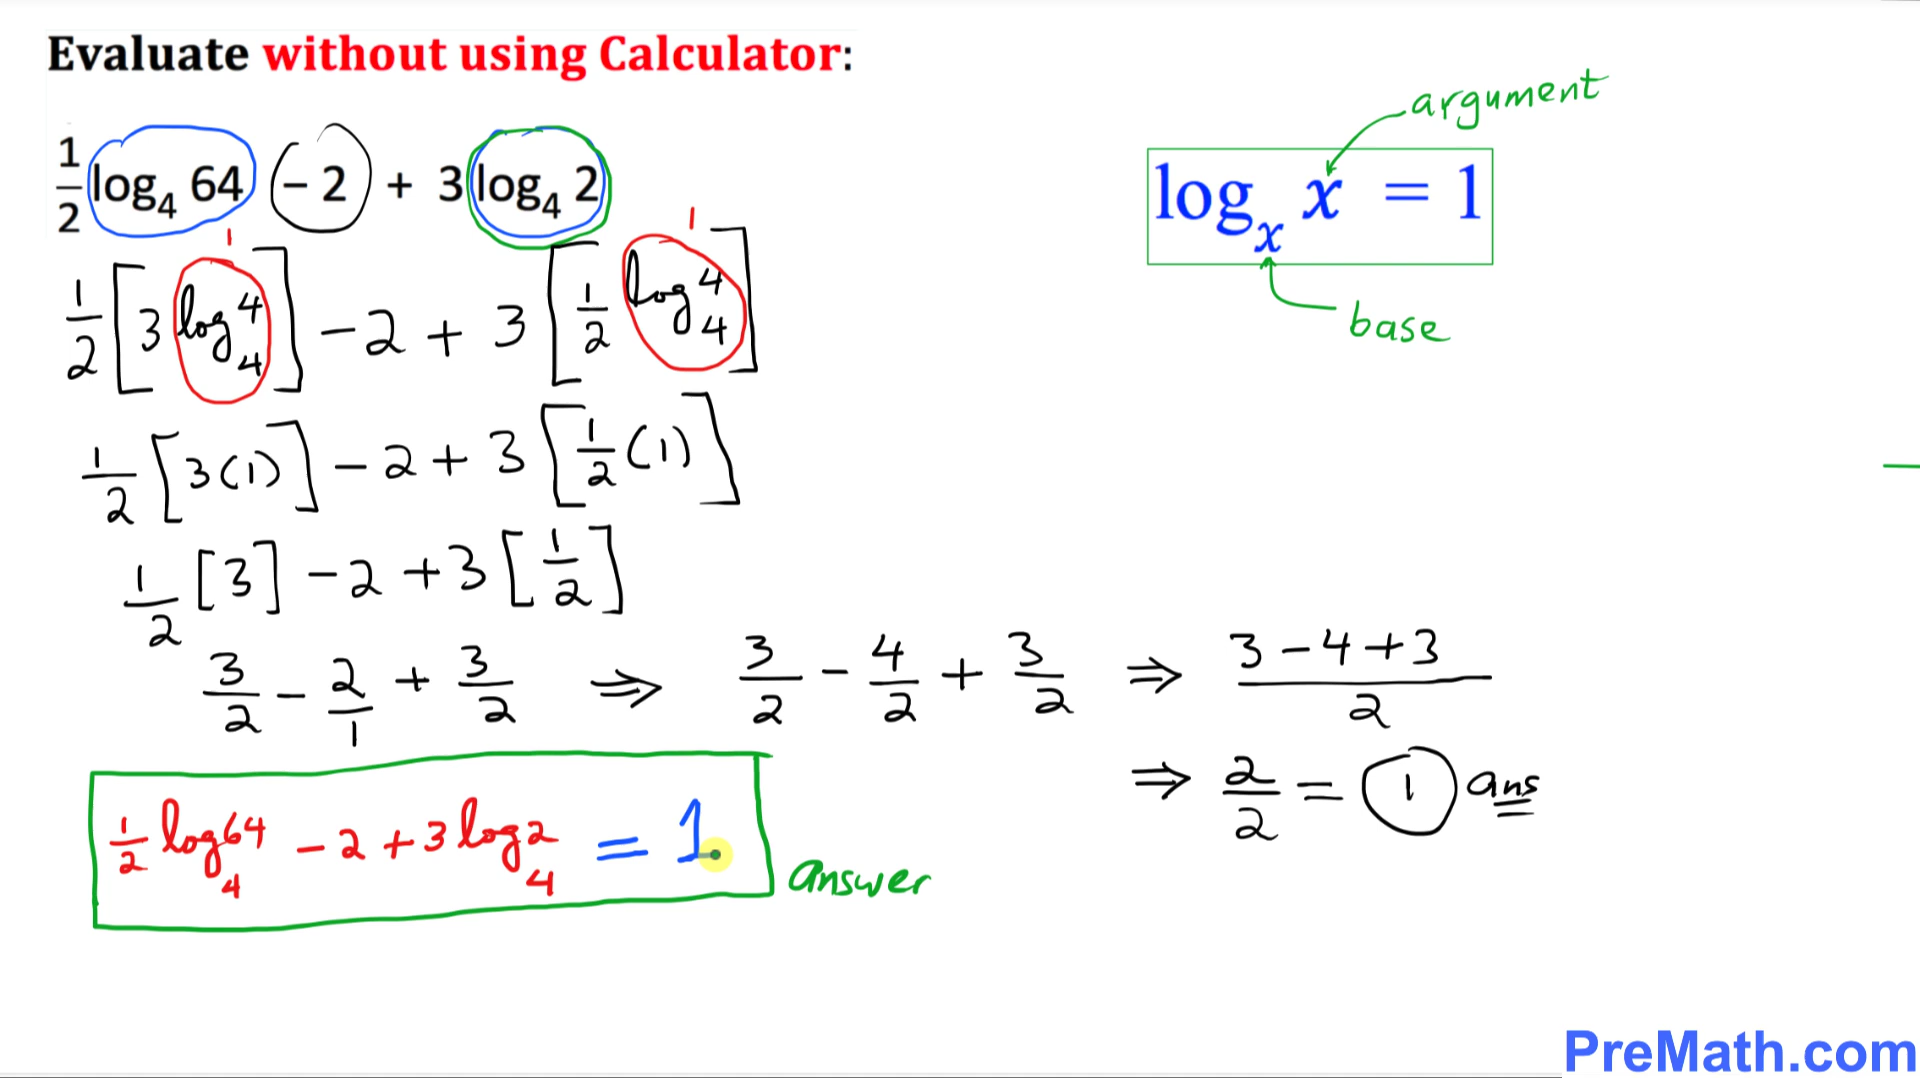 Evaluate without using Calculator:
1/2 log₄ 64 − 2 + 3 log₄ 2
argument
logₓ x = 1
base
1 1
1/2 [3 log₄ 4] − 2 + 3 [1/2 log₄ 4]
1/2 [3(1)] − 2 + 3 [1/2 (1)]
1/2 [3] − 2 + 3 [1/2]
3/2 − 2/1 + 3/2 ⇒ 3/2 − 4/2 + 3/2 ⇒ (3 − 4 + 3)/2
⇒ 2/2 = 1 ans
1/2 log₄ 64 − 2 + 3 log₄ 2 = 1. answer
PreMath.com